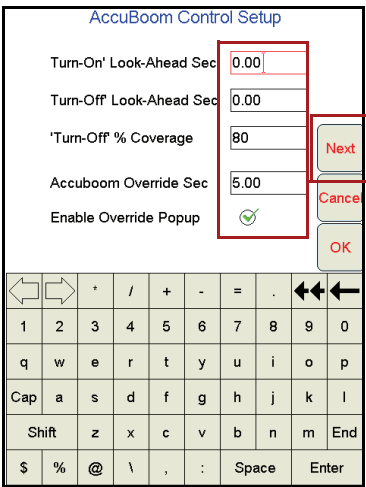 AccuBoom Control Setup
Turn-On' Look-Ahead Sec 0.00
Turn-Off' Look-Ahead Sec 0.00
'Turn-Off' % Coverage 80
Next
Accuboom Override Sec 5.00
Cancel
Enable Override Popup
OK
* / + - = .
1 2 3 4 5 6 7 8 9 0
q w e r t y u i o p
Cap a s d f g h j k l
Shift z x c v b n m End
$ % @ \ , : Space Enter